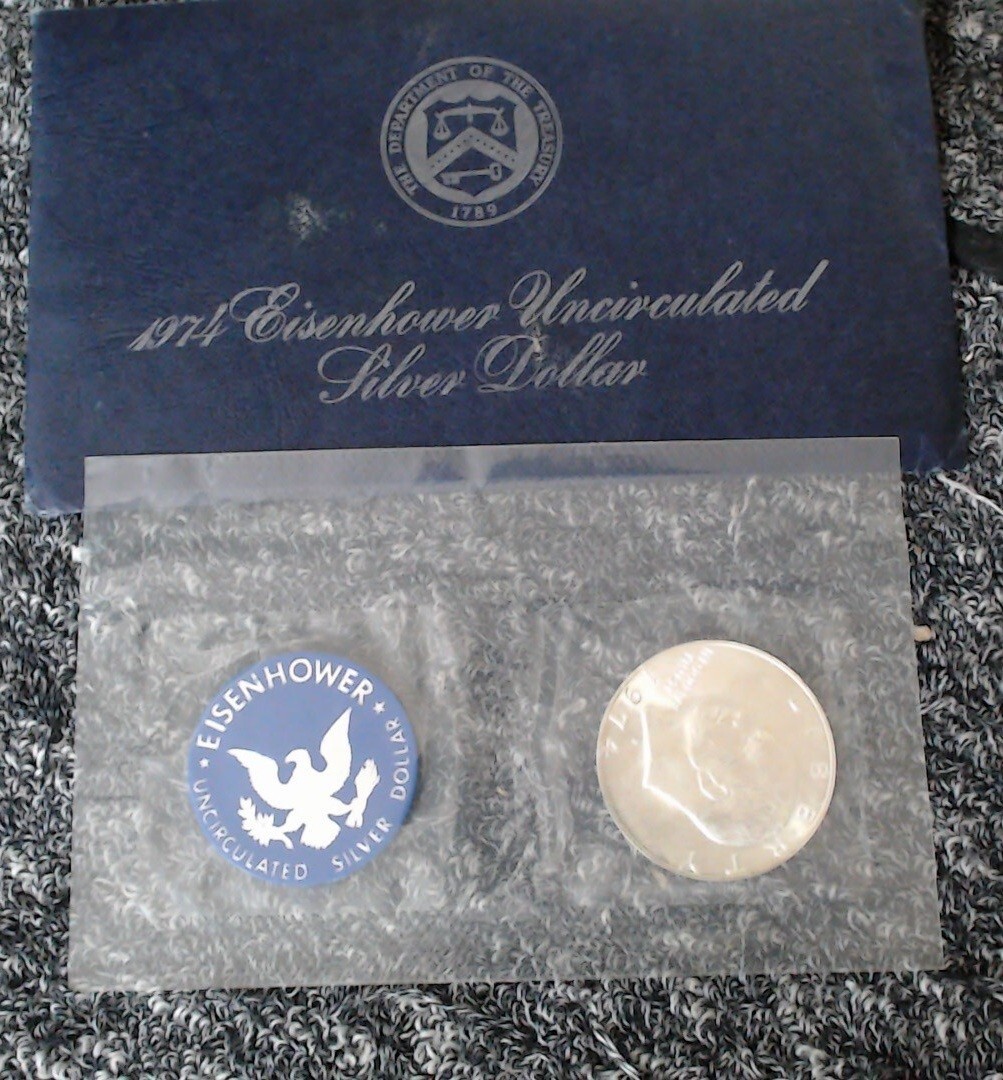 THE DEPARTMENT OF THE TREASURY
1789
1974 Eisenhower Uncirculated
Silver Dollar
EISENHOWER
UNCIRCULATED SILVER DOLLAR